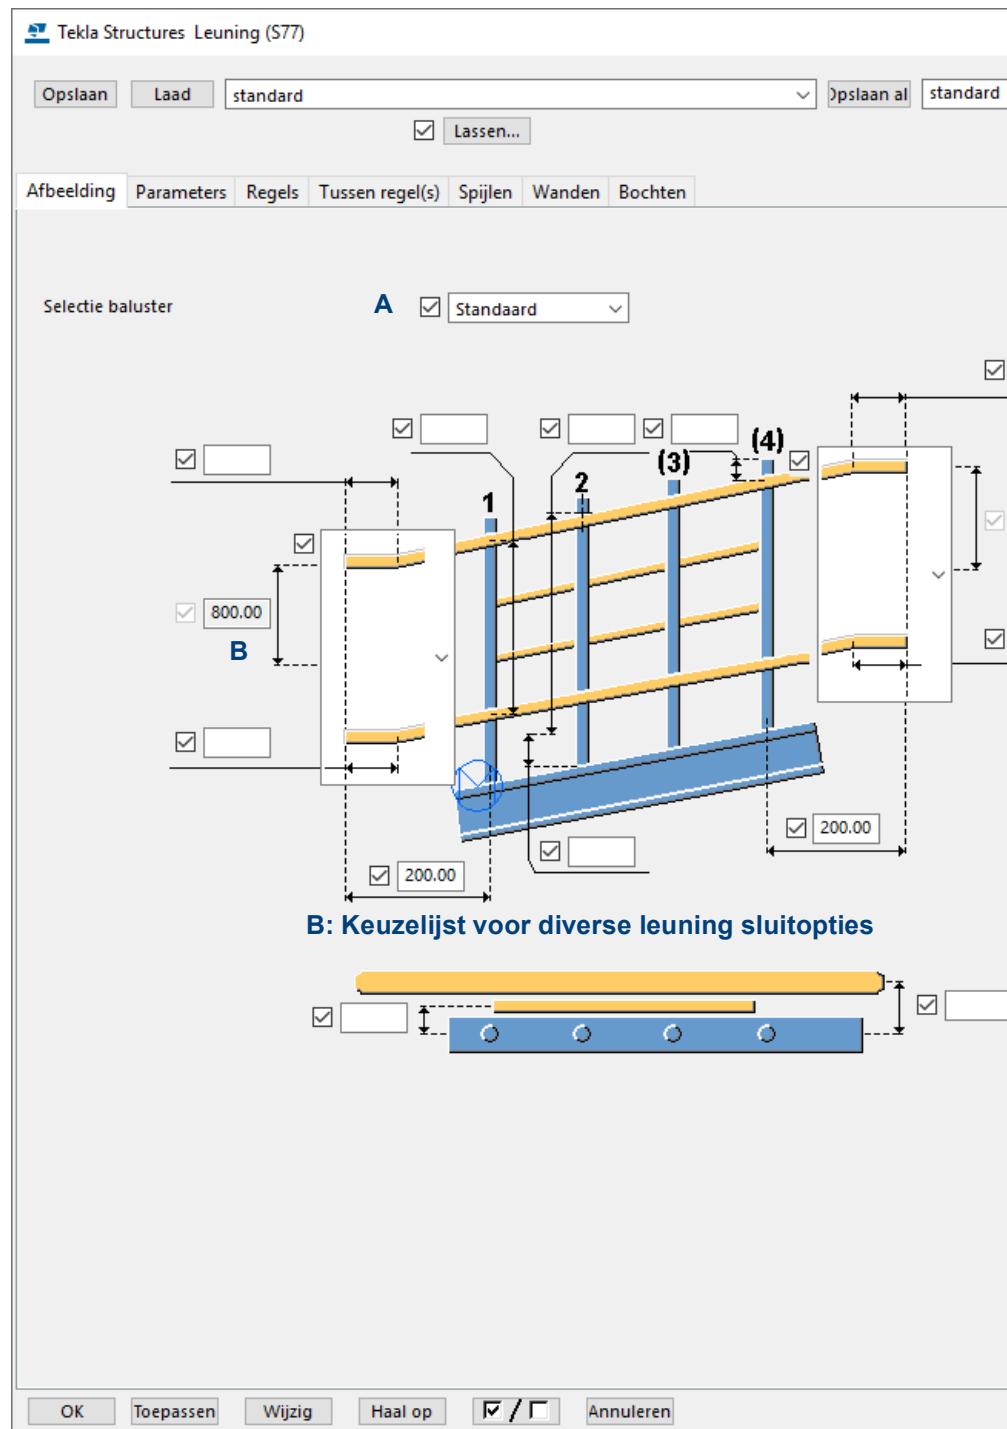 Tekla Structures Leuning (S77)
Opslaan Laad standard Opslaan al standard
Lassen...
Afbeelding Parameters Regels Tussen regel(s) Spijlen Wanden Bochten
Selectie baluster A Standaard
(4)
(3)
2
1
800.00
B
200.00
200.00
B: Keuzelijst voor diverse leuning sluitopties
OK Toepassen Wijzig Haal op / Annuleren